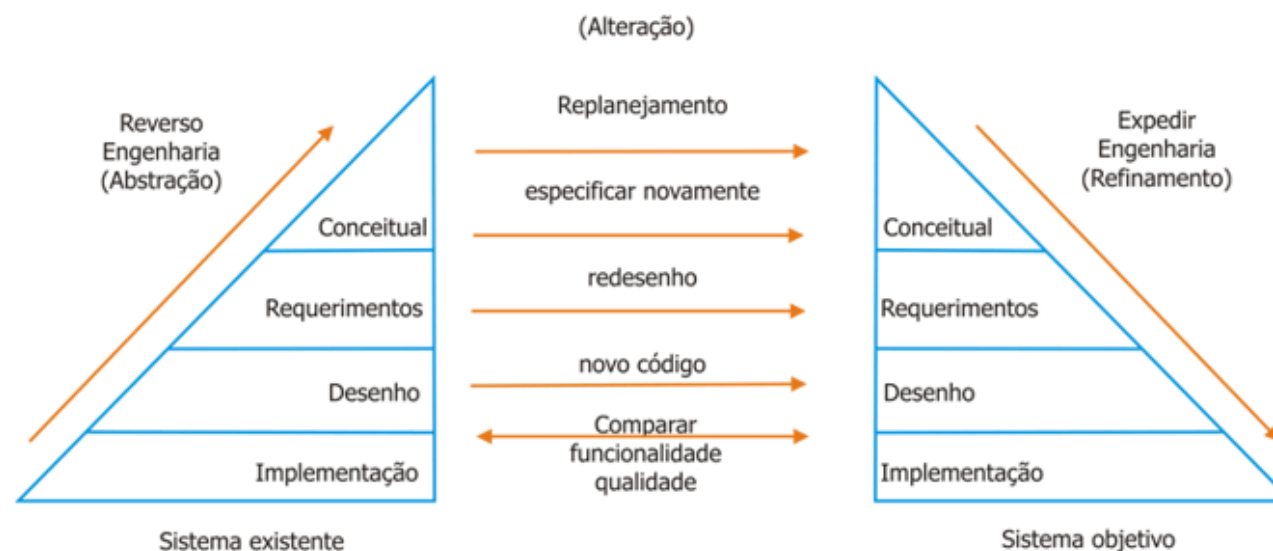 (Alteração)
Reverso
Engenharia
(Abstração)
Conceitual
Requerimentos
Desenho
Implementação
Sistema existente
Replanejamento
especificar novamente
redesenho
novo código
Comparar
funcionalidade
qualidade
Expedir
Engenharia
(Refinamento)
Conceitual
Requerimentos
Desenho
Implementação
Sistema objetivo